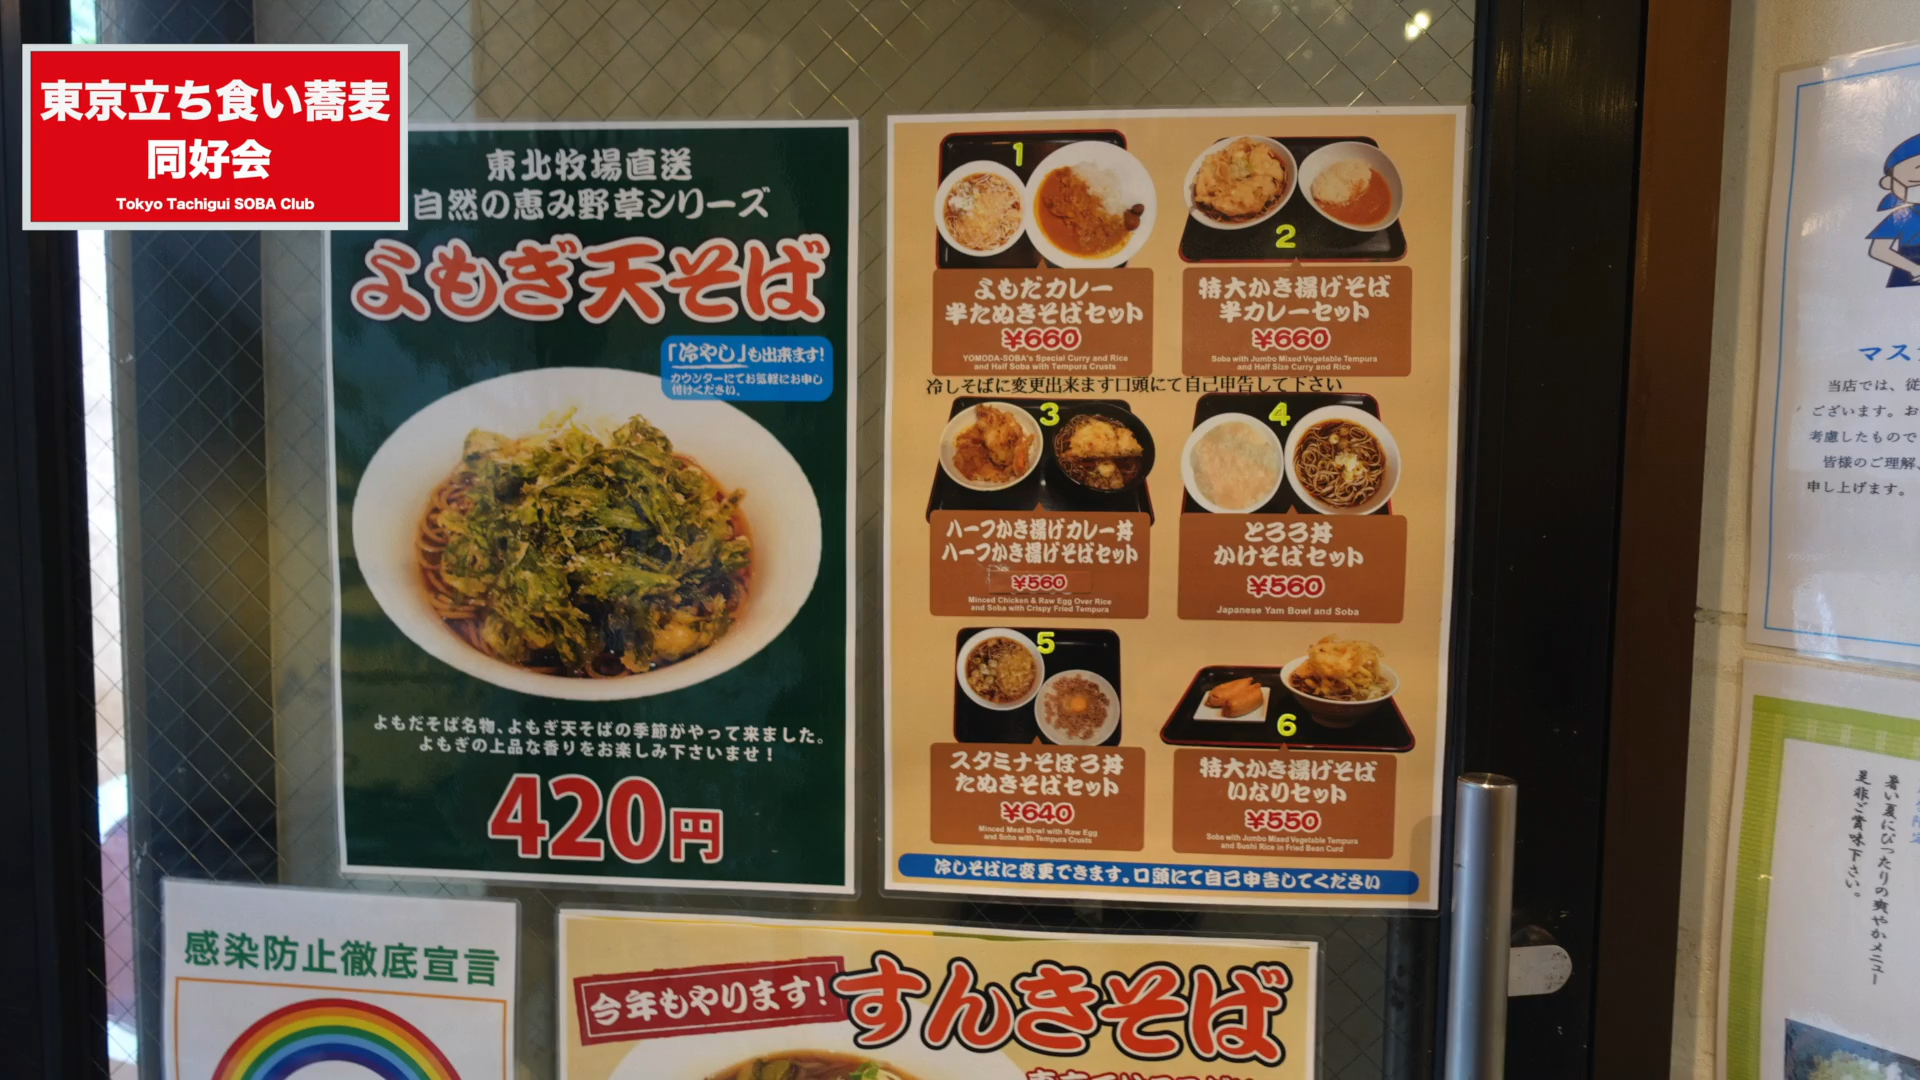 東京立ち食い蕎麦
同好会
Tokyo Tachigui SOBA Club
東北牧場直送
自然の恵み野草シリーズ
よもぎ天そば
「冷やし」も出来ます!
カウンターにてお気軽にお申し
付けください。
よもだそば名物、よもぎ天そばの季節がやって来ました。
よもぎの上品な香りをお楽しみ下さいませ！
420円
1
よもだカレー
半たぬきそばセット
¥660
YOMODA-SOBA's Special Curry and Rice
and Half Soba with Tempura Crusts
2
特大かき揚げそば
半カレーセット
¥660
Soba with Jumbo Mixed Vegetable Tempura
and Half Size Curry and Rice
冷しそばに変更出来ます口頭にて自己申告して下さい
3
ハーフかき揚げカレー丼
ハーフかき揚げそばセット
¥560
Minced Chicken & Raw Egg Over Rice
and Soba with Crispy Fried Tempura
4
とろろ丼
かけそばセット
¥560
Japanese Yam Bowl and Soba
5
スタミナそぼろ丼
たぬきそばセット
¥640
Minced Meat Bowl with Raw Egg
and Soba with Tempura Crusts
6
特大かき揚げそば
いなりセット
¥550
Soba with Jumbo Mixed Vegetable Tempura
and Sushi Rice in Fried Bean Curd
冷しそばに変更できます。口頭にて自己申告してください
感染防止徹底宣言
今年もやります!
すんきそば
マス
当店では、従
ございます。お
考慮したもので
皆様のご理解、
申し上げます。
暑い夏にぴったりの爽やかメニュー
是非ご賞味下さい。